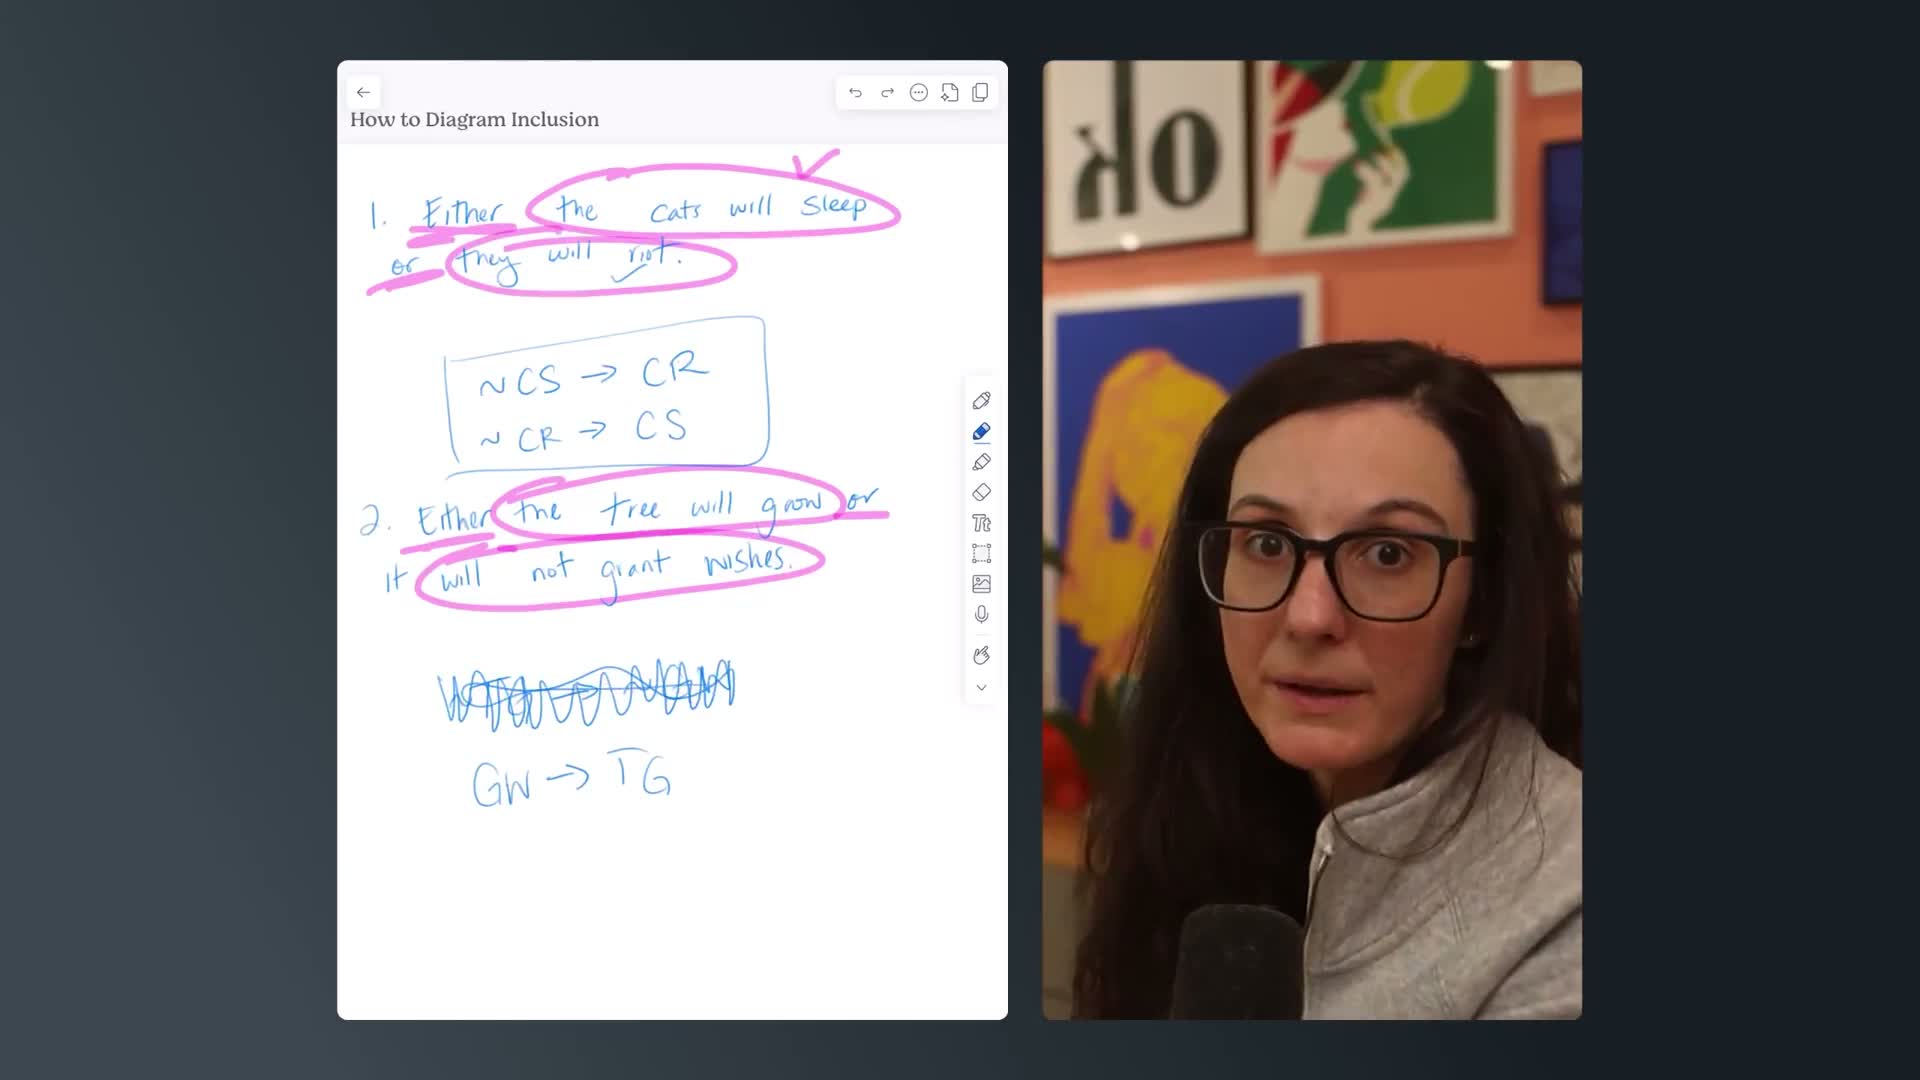 How to Diagram Inclusion
1. Either the cats will sleep
or they will riot.
~CS → CR
~CR → CS
2. Either the tree will grow or
it will not grant wishes.
GW → TG
Tt